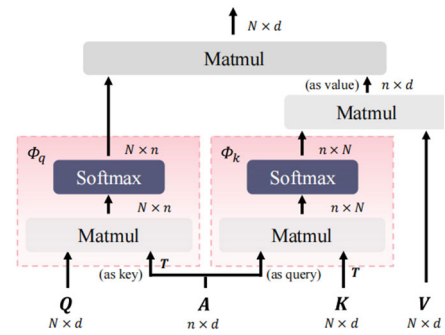 N × d
Matmul
(as value) n × d
Matmul
Φq N × n Φk n × N
Softmax Softmax
N × n n × N
Matmul Matmul
(as key) T (as query) T
Q A K V
N × d n × d N × d N × d